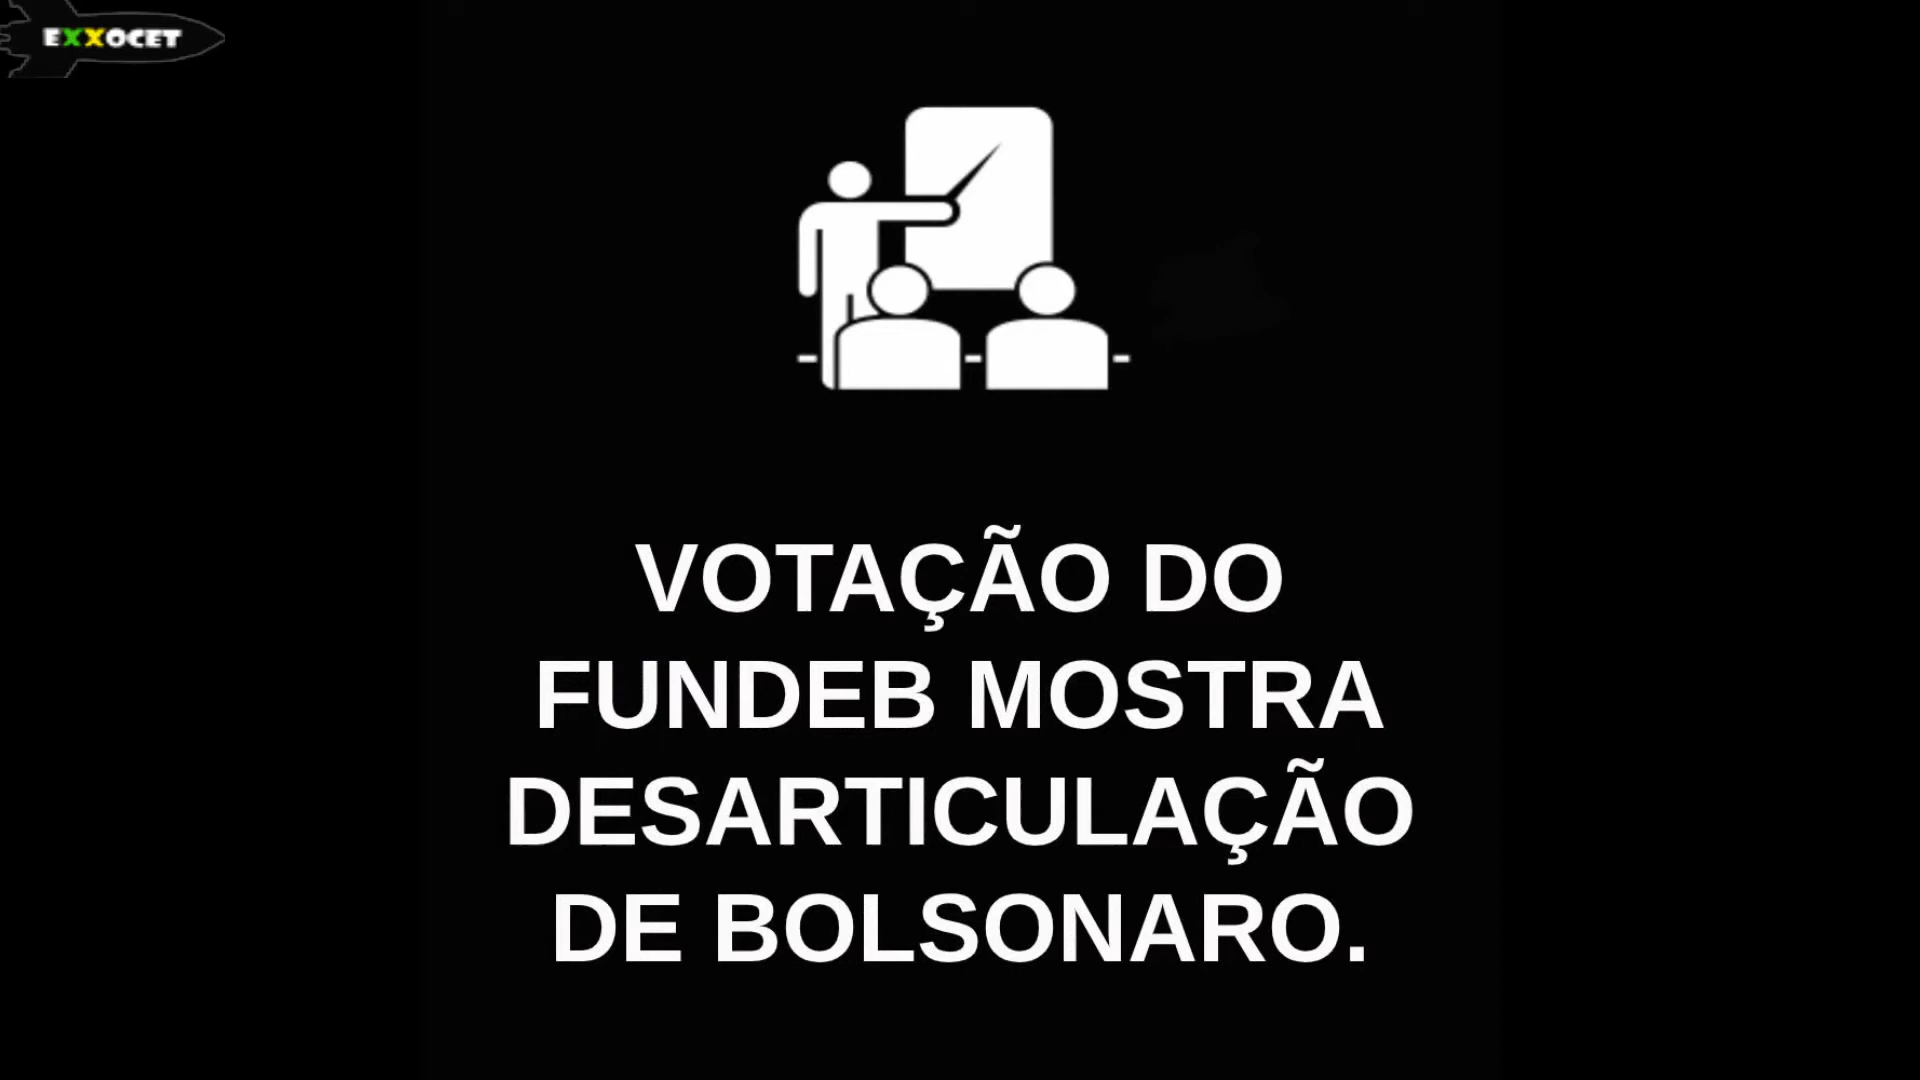 EXXOCET
VOTAÇÃO DO
FUNDEB MOSTRA
DESARTICULAÇÃO
DE BOLSONARO.